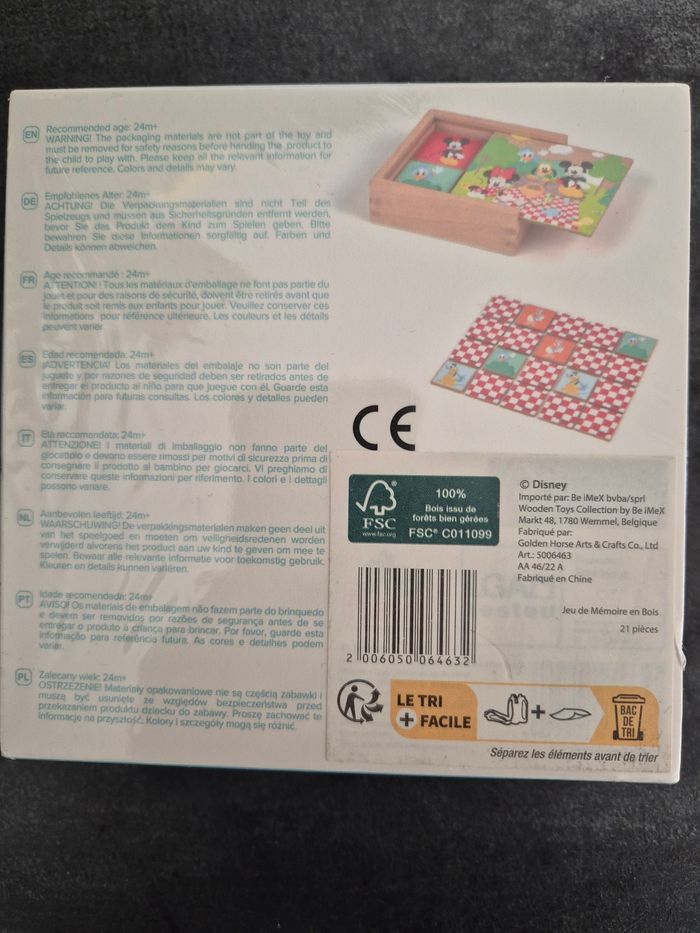 EN
Recommended age: 24m+
WARNING! The packaging materials are not part of the toy and
must be removed for safety reasons before handing the product to
the child to play with. Please keep all the relevant information for
future reference. Colors and details may vary.
DE
Empfohlenes Alter: 24m+
ACHTUNG! Die Verpackungsmaterialien sind nicht Teil des
Spielzeugs und müssen aus Sicherheitsgründen entfernt werden,
bevor Sie das Produkt dem Kind zum Spielen geben. Bitte
bewahren Sie diese Informationen sorgfältig auf. Farben und
Details können abweichen.
FR
Age recommandé : 24m+
ATTENTION! : Tous les matériaux d'emballage ne font pas partie du
jouet et pour des raisons de sécurité, doivent être retirés avant que
le produit soit remis aux enfants pour jouer. Veuillez conserver ces
informations pour référence ultérieure. Les couleurs et les détails
peuvent varier.
ES
Edad recomendada: 24m+
¡ADVERTENCIA! Los materiales del embalaje no son parte del
juguete y por razones de seguridad deben ser retirados antes de
entregar el producto al niño para que juegue con él. Guarde esta
información para futuras consultas. Los colores y detalles pueden
variar.
IT
Età raccomandata: 24m+
ATTENZIONE! I materiali di imballaggio non fanno parte del
giocattolo e devono essere rimossi per motivi di sicurezza prima di
consegnare il prodotto al bambino per giocarci. Vi preghiamo di
conservare queste informazioni per riferimento. I colori e i dettagli
possono variare.
NL
Aanbevolen leeftijd: 24m+
WAARSCHUWING! De verpakkingsmaterialen maken geen deel uit
van het speelgoed en moeten om veiligheidsredenen worden
verwijderd alvorens het product aan uw kind te geven om mee te
spelen. Bewaar alle relevante informatie voor toekomstig gebruik.
Kleuren en details kunnen variëren.
PT
Idade recomendada: 24m+
AVISO! Os materiais de embalagem não fazem parte do brinquedo
e devem ser removidos por razões de segurança antes de se
entregar o produto à criança para brincar. Por favor, guarde esta
informação para referência futura. As cores e detalhes podem
variar.
PL
Zalecany wiek: 24m+
OSTRZEŻENIE! Materiały opakowaniowe nie są częścią zabawki i
muszą być usunięte ze względów bezpieczeństwa przed
przekazaniem produktu dziecku do zabawy. Proszę zachować te
informacje na przyszłość. Kolory i szczegóły mogą się różnić.
CE
FSC
www.fsc.org
100%
Bois issu de
forêts bien gérées
FSC® C011099
© Disney
Importé par: Be iMeX bvba/sprl
Wooden Toys Collection by Be iMeX
Markt 48, 1780 Wemmel, Belgique
Fabriqué par:
Golden Horse Arts & Crafts Co., Ltd
Art.: 5006463
AA 46/22 A
Fabriqué en Chine
Jeu de Mémoire en Bois
21 pièces
2 006050 064632
LE TRI
+ FACILE
+
BAC
DE
TRI
Séparez les éléments avant de trier